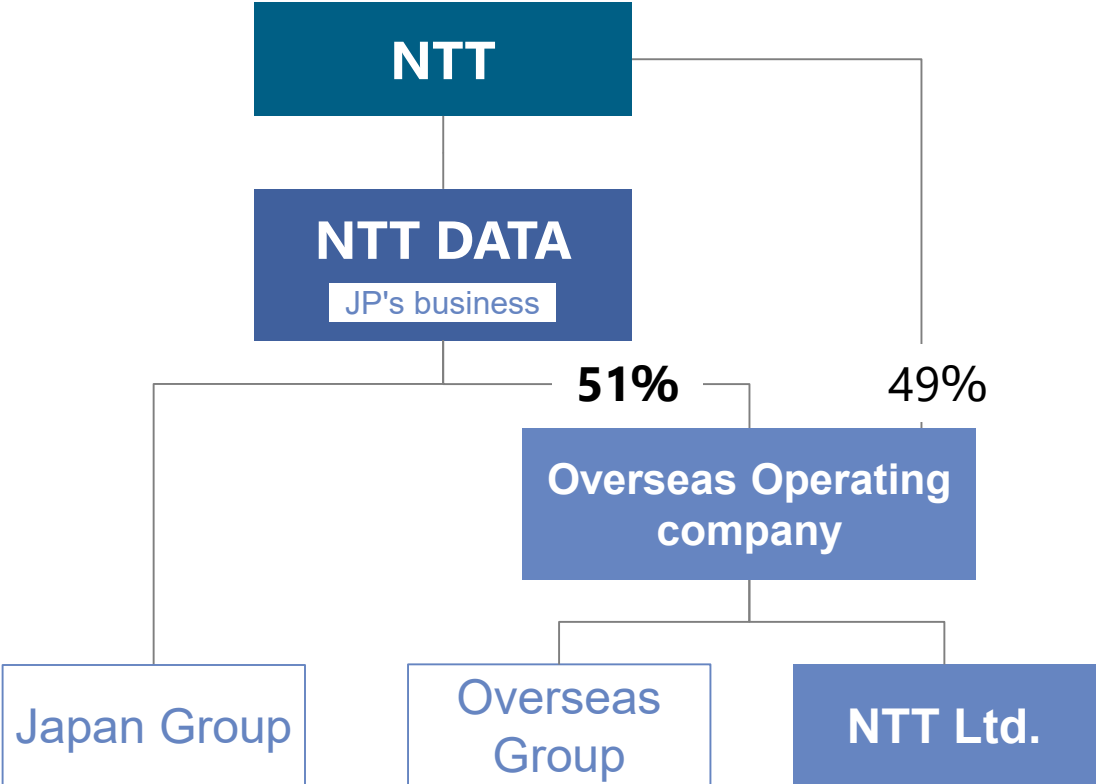 NTT
NTT DATA
JP's business
51%
49%
Overseas Operating
company
Japan Group
Overseas
Group
NTT Ltd.